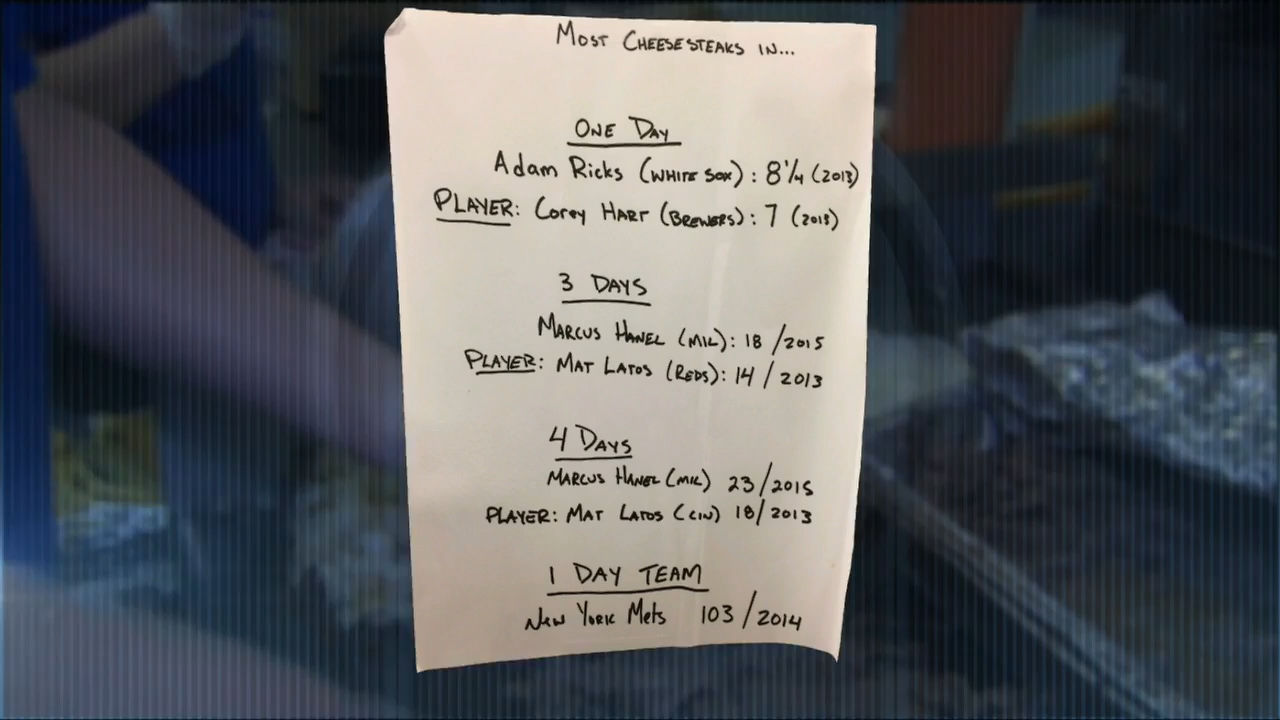 MOST CHEESESTEAKS IN...
ONE DAY
Adam Ricks (WHITE SOX): 8 1/4 (2013)
PLAYER: Corey HART (BREWERS): 7 (2013)
3 DAYS
MARCUS HANEL (MIL): 18 / 2015
PLAYER: MAT LATOS (REDS): 14 / 2013
4 DAYS
MARCUS HANEL (MIL) 23/2015
PLAYER: MAT LATOS (CIN) 18/2013
1 DAY TEAM
New YORK Mets 103/2014